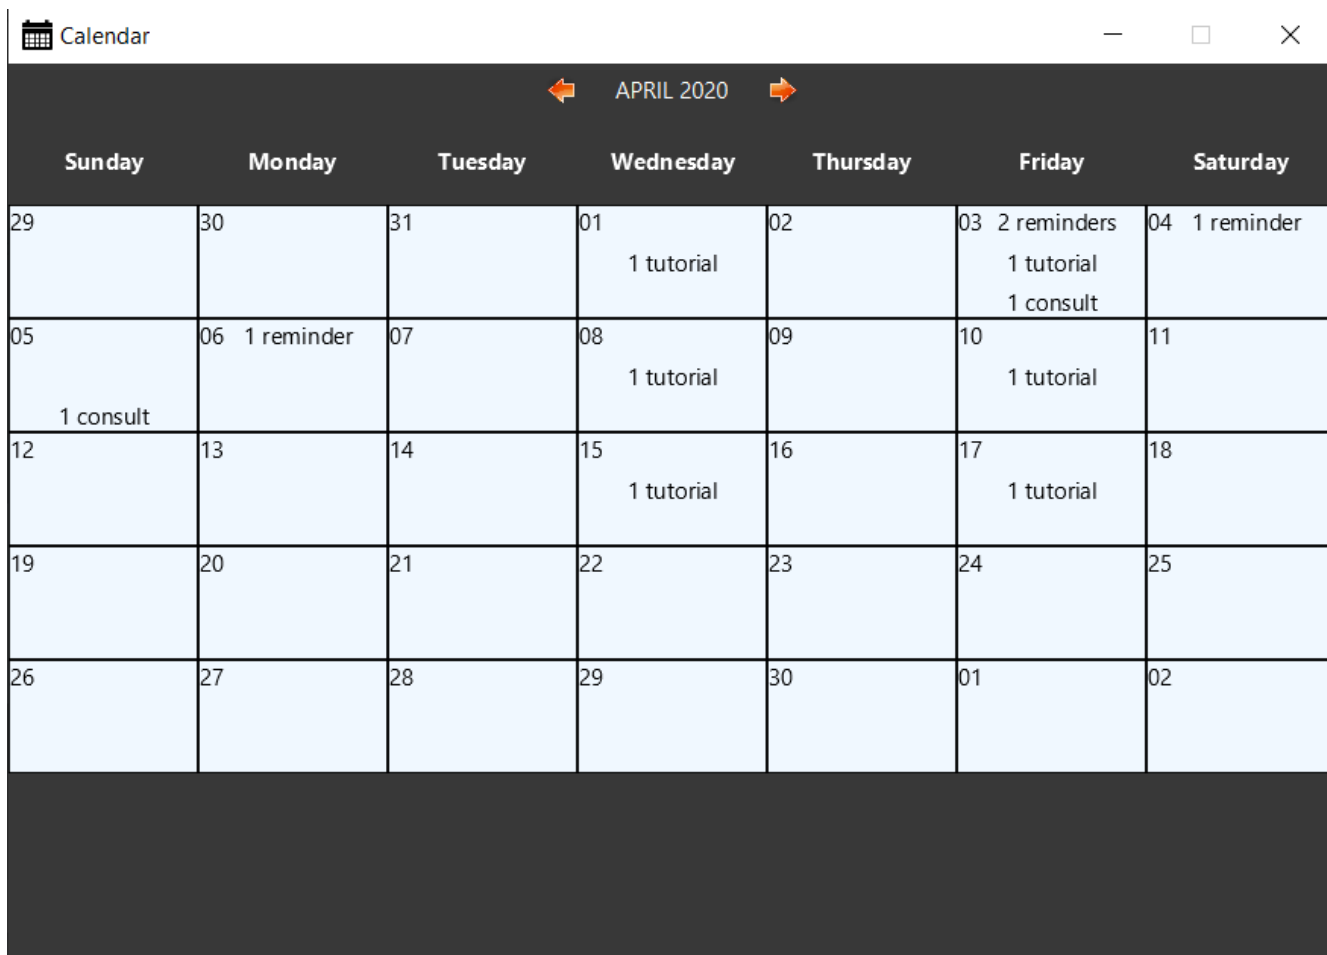 Calendar
APRIL 2020
Sunday Monday Tuesday Wednesday Thursday Friday Saturday
29 30 31 01 02 03 2 reminders 04 1 reminder
1 tutorial 1 tutorial
1 consult
05 06 1 reminder 07 08 09 10 11
1 tutorial 1 tutorial
1 consult
12 13 14 15 16 17 18
1 tutorial 1 tutorial
19 20 21 22 23 24 25
26 27 28 29 30 01 02